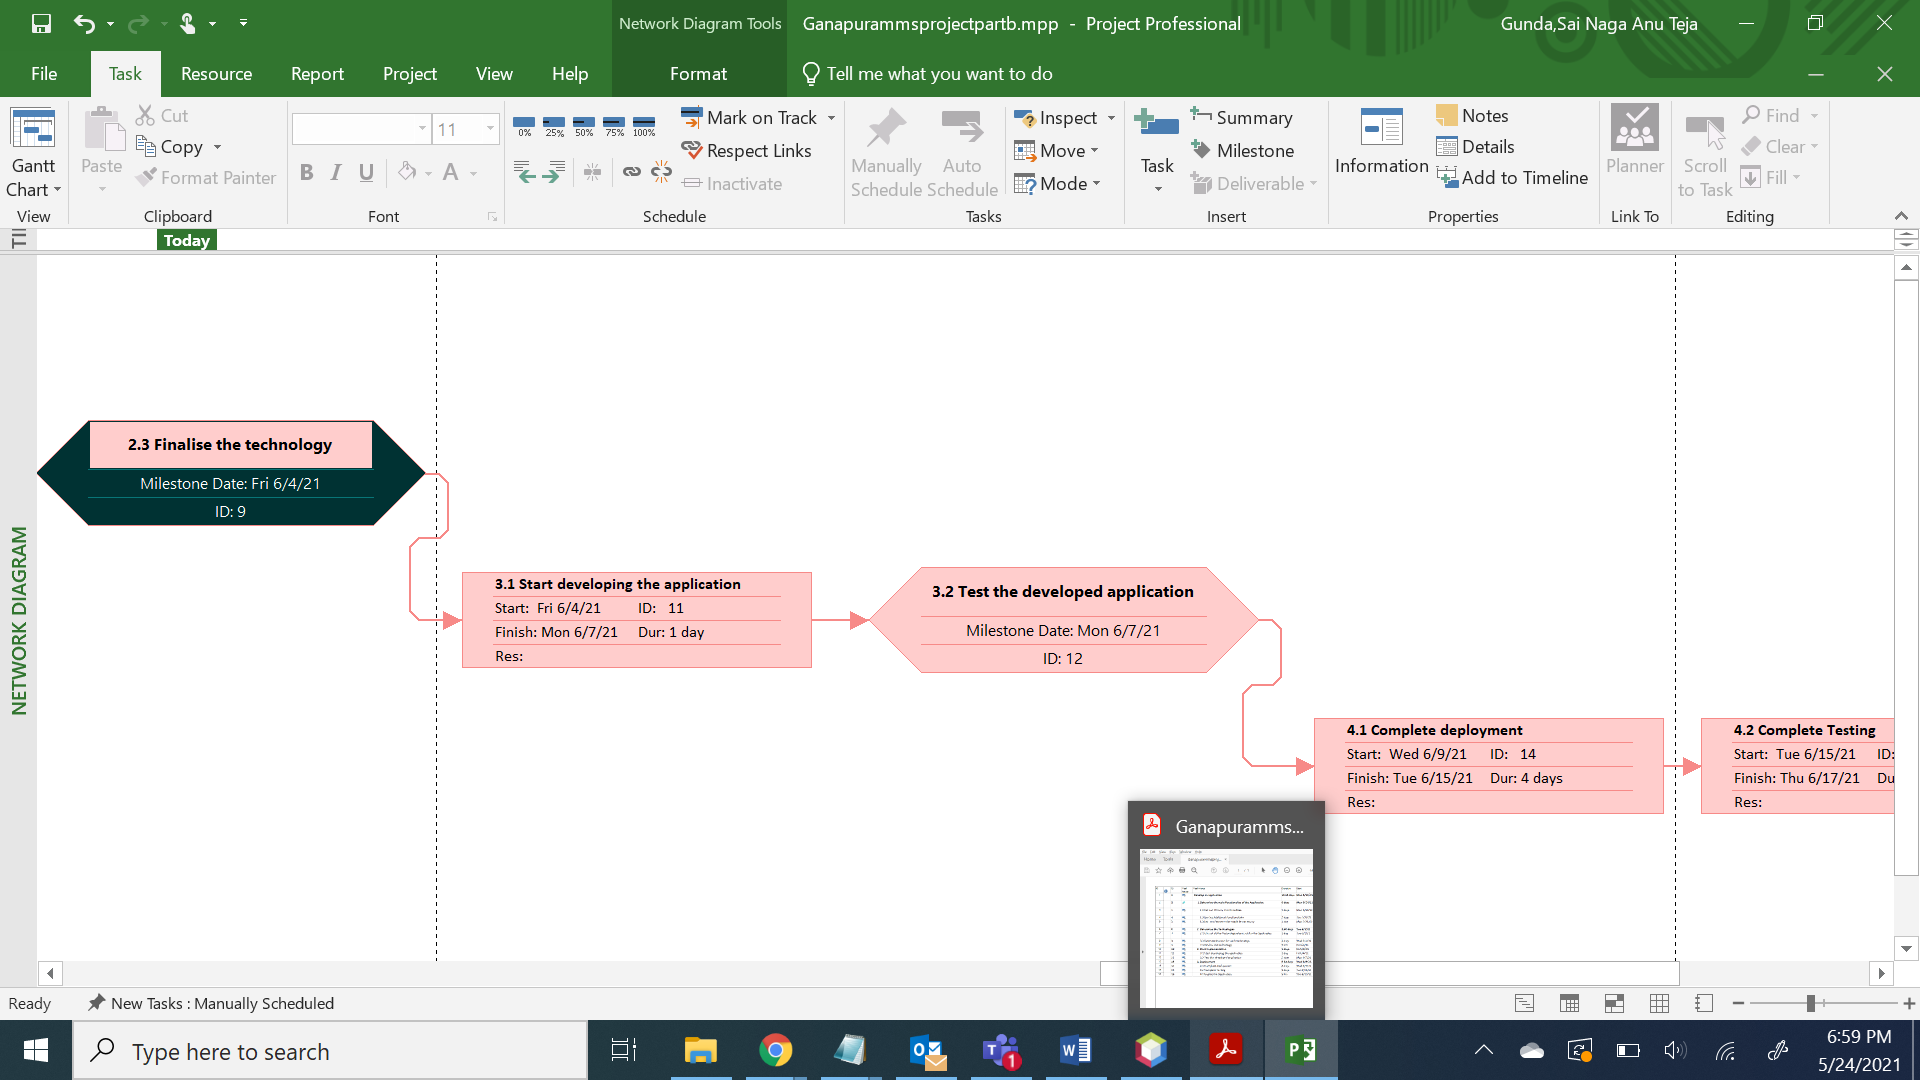 Network Diagram Tools
Ganapurammsprojectpartb.mpp - Project Professional
Gunda,Sai Naga Anu Teja
File
Task
Resource
Report
Project
View
Help
Format
Tell me what you want to do
Gantt
Chart
View
Paste
Cut
Copy
Format Painter
Clipboard
11
B I U
A
Font
0% 25% 50% 75% 100%
Mark on Track
Respect Links
Inactivate
Schedule
Manually
Schedule
Auto
Schedule
Inspect
Move
Mode
Tasks
Task
Summary
Milestone
Deliverable
Insert
Information
Notes
Details
Add to Timeline
Properties
Planner
Link To
Scroll
to Task
Find
Clear
Fill
Editing
Today
NETWORK DIAGRAM
2.3 Finalise the technology
Milestone Date: Fri 6/4/21
ID: 9
3.1 Start developing the application
Start: Fri 6/4/21 ID: 11
Finish: Mon 6/7/21 Dur: 1 day
Res:
3.2 Test the developed application
Milestone Date: Mon 6/7/21
ID: 12
4.1 Complete deployment
Start: Wed 6/9/21 ID: 14
Finish: Tue 6/15/21 Dur: 4 days
Res:
4.2 Complete Testing
Start: Tue 6/15/21 ID:
Finish: Thu 6/17/21 Du
Res:
Ganapuramms...
Ready
New Tasks : Manually Scheduled
Type here to search
1
6:59 PM
5/24/2021